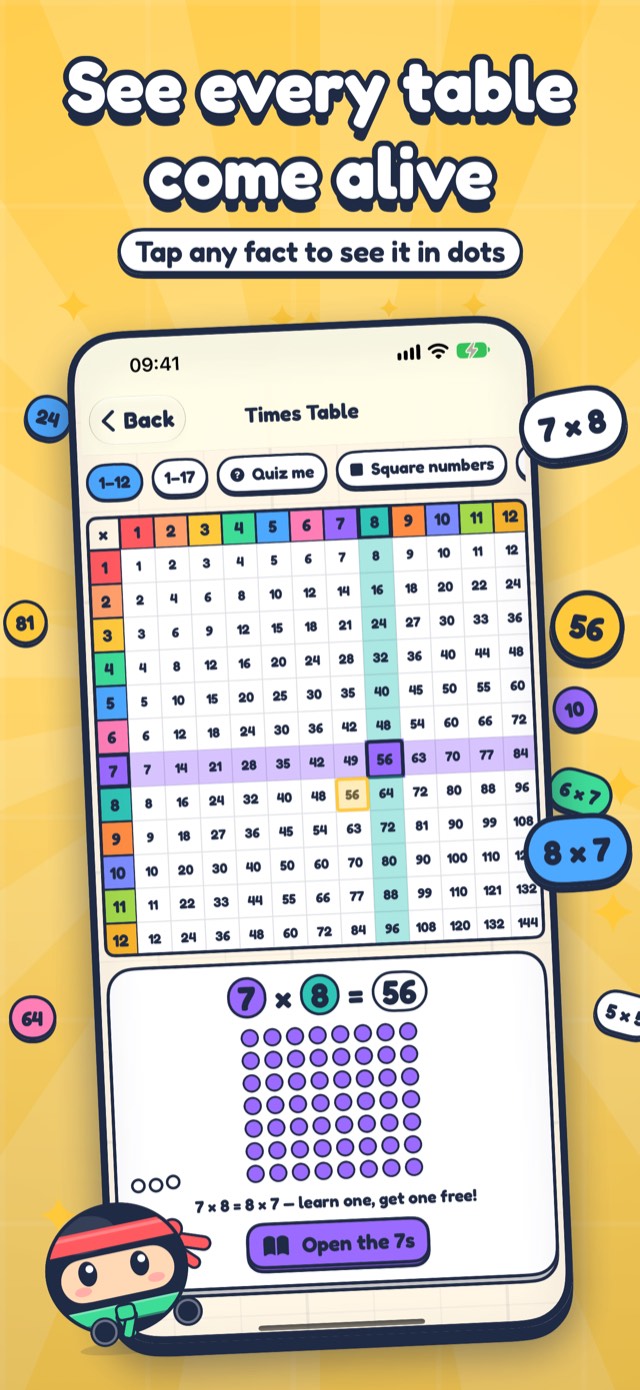 See every table
come alive
Tap any fact to see it in dots
09:41
Back
Times Table
1–12
1–17
Quiz me
Square numbers
× 1 2 3 4 5 6 7 8 9 10 11 12
1 1 2 3 4 5 6 7 8 9 10 11 12
2 2 4 6 8 10 12 14 16 18 20 22 24
3 3 6 9 12 15 18 21 24 27 30 33 36
4 4 8 12 16 20 24 28 32 36 40 44 48
5 5 10 15 20 25 30 35 40 45 50 55 60
6 6 12 18 24 30 36 42 48 54 60 66 72
7 7 14 21 28 35 42 49 56 63 70 77 84
8 8 16 24 32 40 48 56 64 72 80 88 96
9 9 18 27 36 45 54 63 72 81 90 99 108
10 10 20 30 40 50 60 70 80 90 100 110
11 11 22 33 44 55 66 77 88 99 110 121 132
12 12 24 36 48 60 72 84 96 108 120 132 144
7 × 8 = 56
7 × 8 = 8 × 7 – learn one, get one free!
Open the 7s
24
81
64
7 × 8
56
10
6 × 7
8 × 7